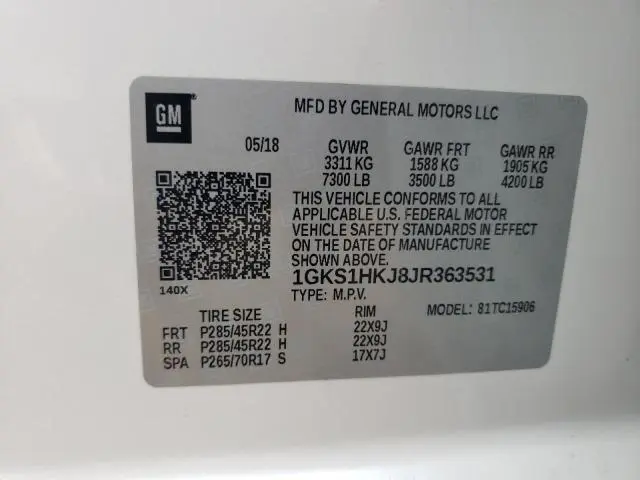 GM
MFD BY GENERAL MOTORS LLC
05/18 GVWR GAWR FRT GAWR RR
3311 KG 1588 KG 1905 KG
7300 LB 3500 LB 4200 LB
THIS VEHICLE CONFORMS TO ALL
APPLICABLE U.S. FEDERAL MOTOR
VEHICLE SAFETY STANDARDS IN EFFECT
ON THE DATE OF MANUFACTURE
SHOWN ABOVE.
140X
1GKS1HKJ8JR363531
TYPE: M.P.V.
MODEL: 81TC15906
TIRE SIZE RIM
FRT P285/45R22 H 22X9J
RR P285/45R22 H 22X9J
SPA P265/70R17 S 17X7J